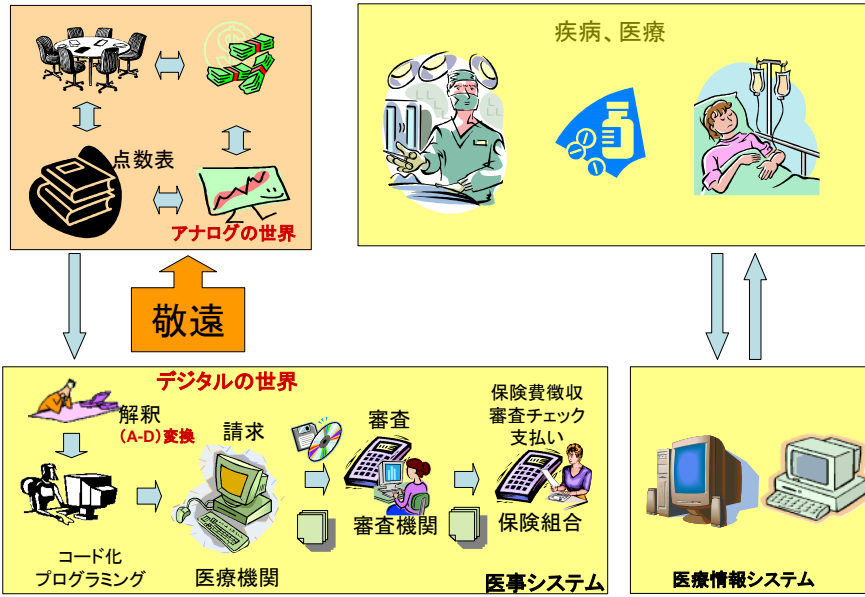 疾病、医療
点数表
アナログの世界
敬遠
デジタルの世界
解釈
(A-D)変換
コード化
プログラミング
請求
医療機関
審査
審査機関
保険費徴収
審査チェック
支払い
保険組合
医事システム
医療情報システム